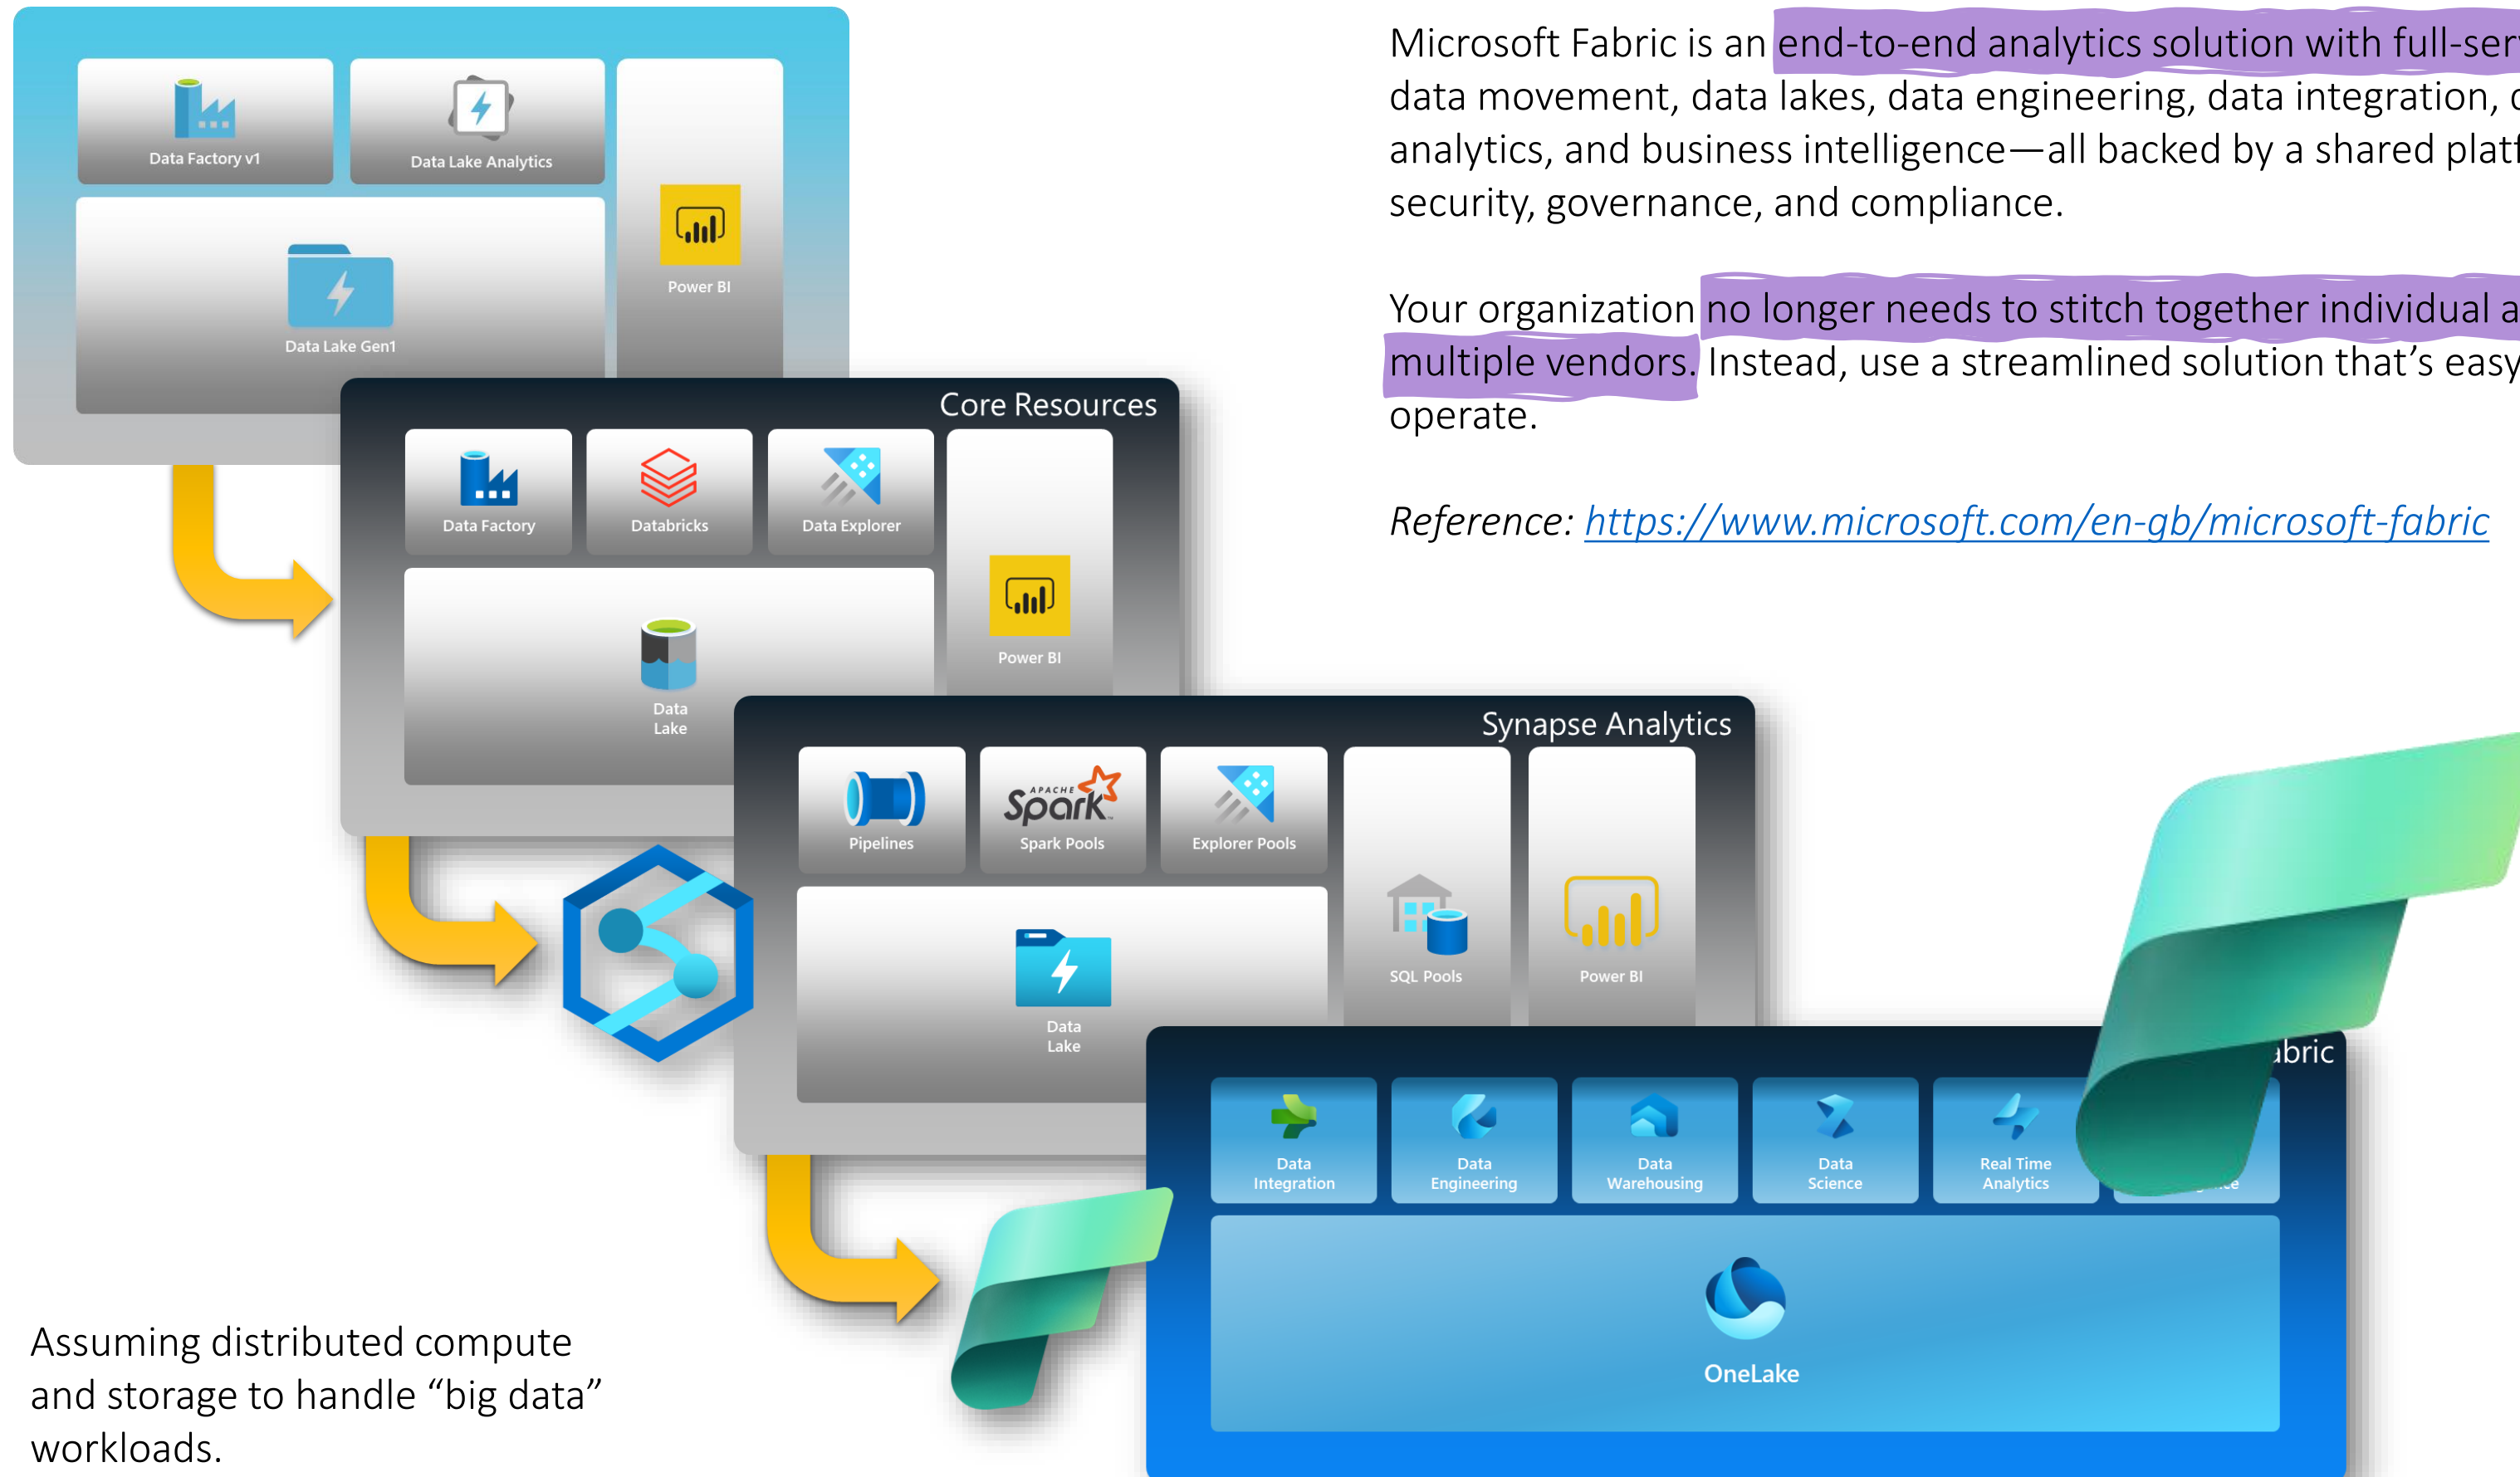 Data Factory v1
Data Lake Analytics
Power BI
Data Lake Gen1
Microsoft Fabric is an end-to-end analytics solution with full-ser
data movement, data lakes, data engineering, data integration,
analytics, and business intelligence—all backed by a shared plat
security, governance, and compliance.
Your organization no longer needs to stitch together individual a
multiple vendors. Instead, use a streamlined solution that’s easy
operate.
Reference: https://www.microsoft.com/en-gb/microsoft-fabric
Core Resources
Data Factory
Databricks
Data Explorer
Power BI
Data
Lake
Synapse Analytics
Pipelines
APACHE
Spark™
Spark Pools
Explorer Pools
SQL Pools
Power BI
Data
Lake
abric
Data
Integration
Data
Engineering
Data
Warehousing
Data
Science
Real Time
Analytics
OneLake
Assuming distributed compute
and storage to handle “big data”
workloads.